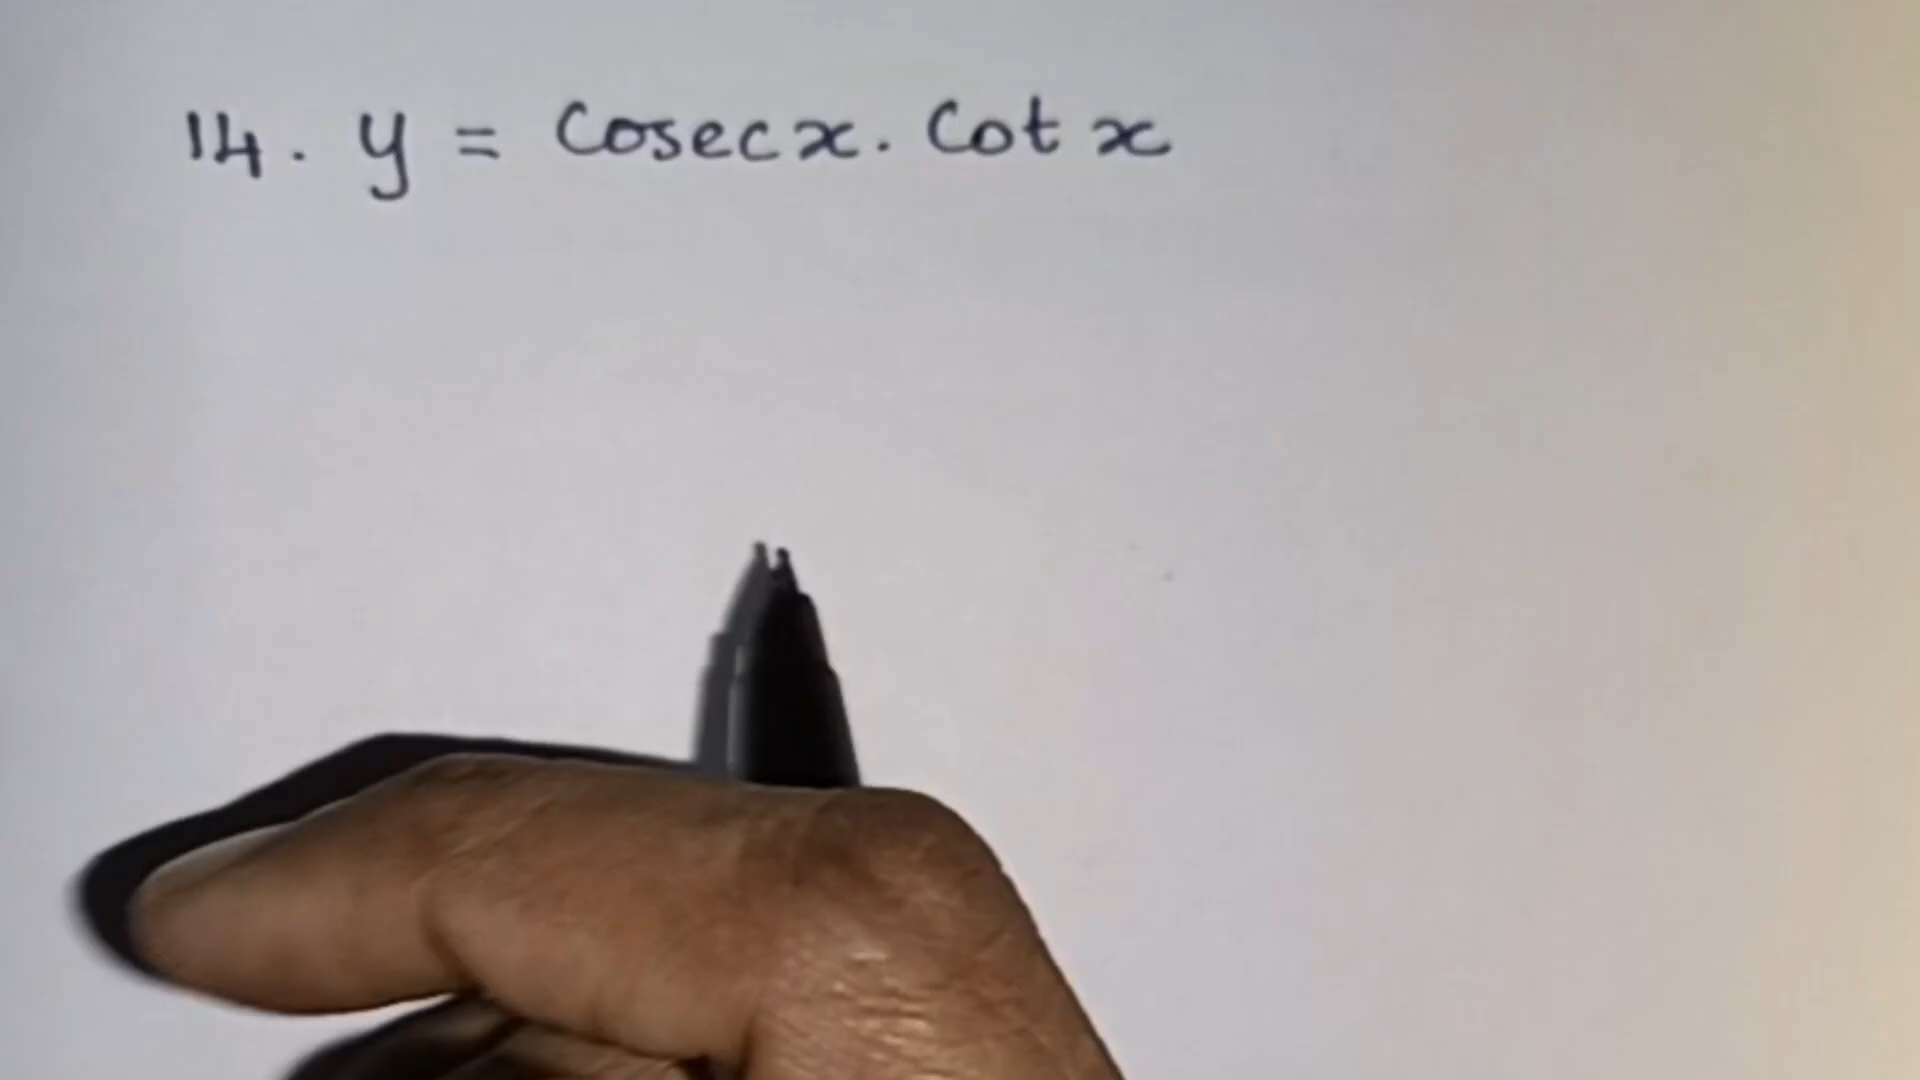 14. y = Cosec x . Cot x